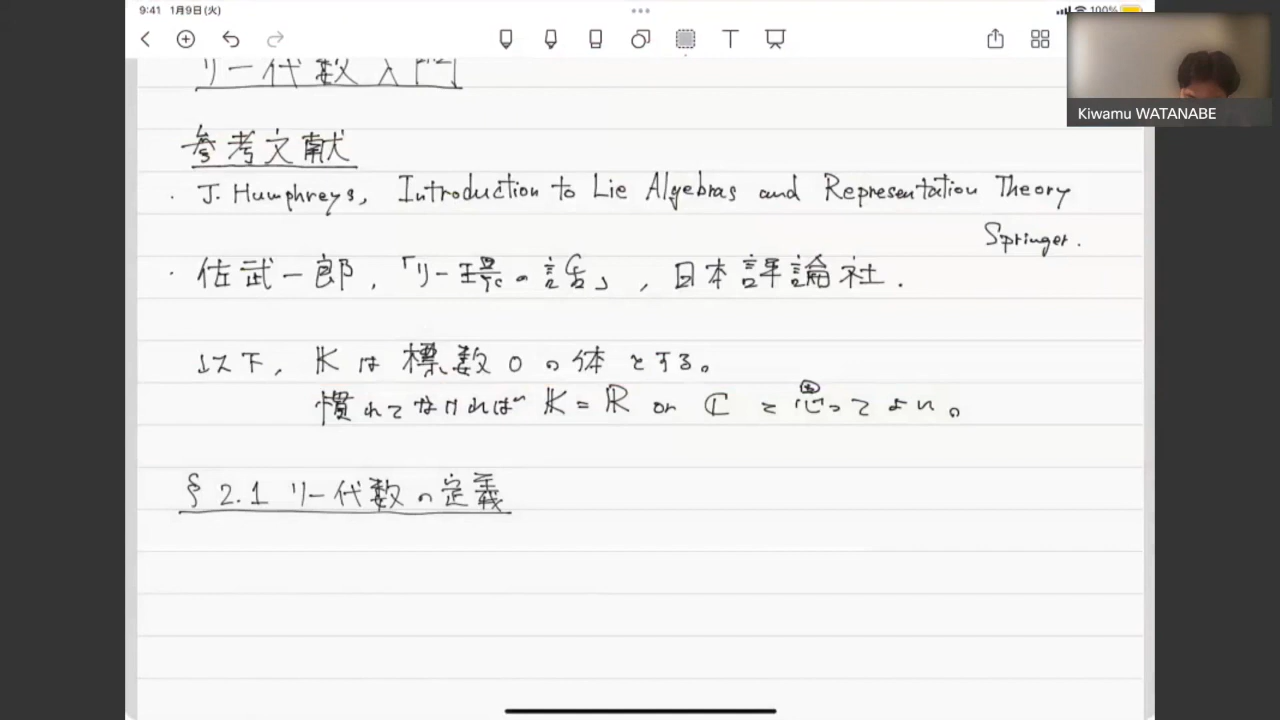 9:41 1月9日(火)
100%
Kiwamu WATANABE
リー代数入門
参考文献
・ J. Humphreys, Introduction to Lie Algebras and Representation Theory
Springer.
・ 佐武一郎, 「リー環の話」, 日本評論社.
以下, 𝕂 は 標数 0 の 体 とする。
慣れてなければ 𝕂 = ℝ or ℂ と思ってよい。
§ 2.1 リー代数の定義